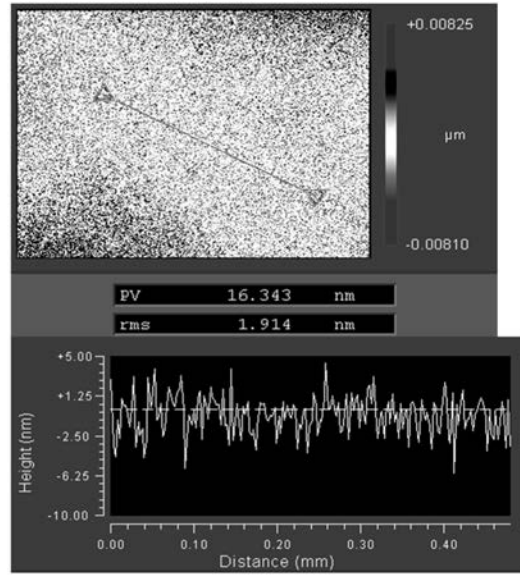 +0.00825
µm
-0.00810
PV 16.343 nm
rms 1.914 nm
+5.00
+1.25
-2.50
-6.25
-10.00
Height (nm)
0.00 0.10 0.20 0.30 0.40
Distance (mm)